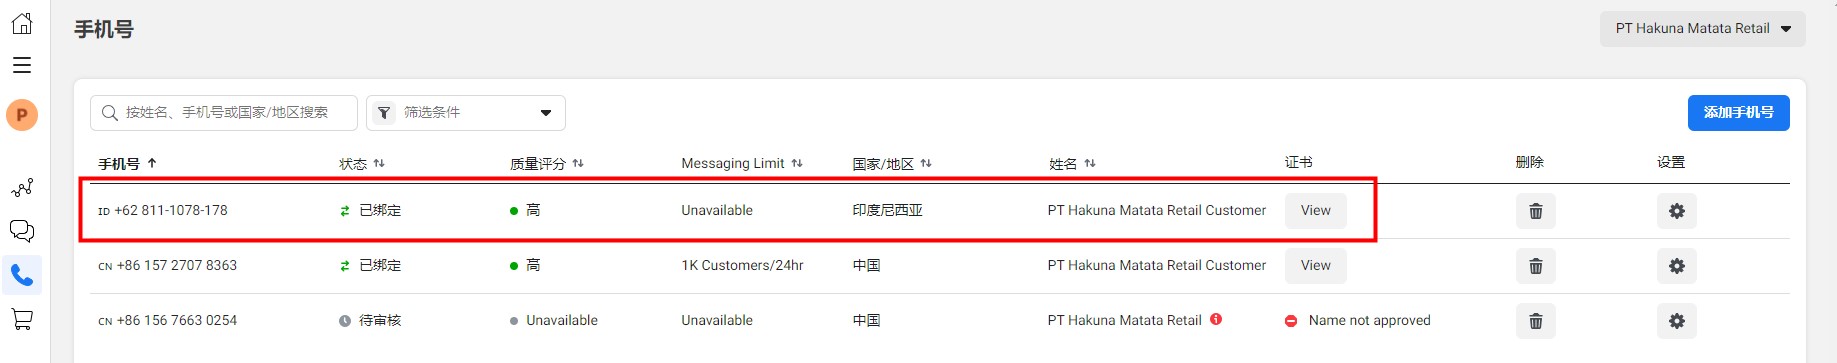 手机号
PT Hakuna Matata Retail
P
按姓名、手机号或国家/地区搜索
筛选条件
添加手机号
手机号 状态 质量评分 Messaging Limit 国家/地区 姓名 证书 删除 设置
ID +62 811-1078-178 已绑定 高 Unavailable 印度尼西亚 PT Hakuna Matata Retail Customer View
CN +86 157 2707 8363 已绑定 高 1K Customers/24hr 中国 PT Hakuna Matata Retail Customer View
CN +86 156 7663 0254 待审核 Unavailable Unavailable 中国 PT Hakuna Matata Retail Name not approved